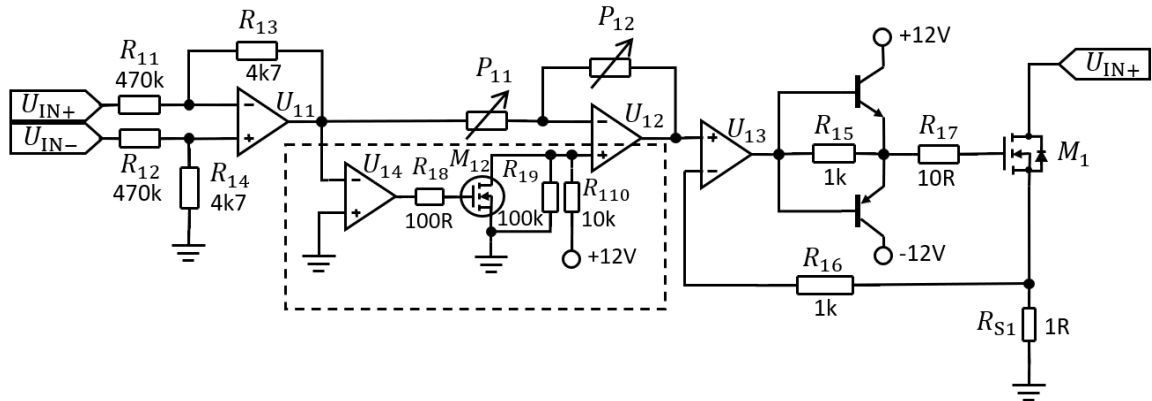 R13
4k7
R11
470k
UIN+
UIN−
R12
470k
R14
4k7
U11
P11
P12
U12
U14
R18
100R
M12
R19
100k
R110
10k
+12V
U13
+12V
R15
1k
-12V
R17
10R
UIN+
M1
R16
1k
RS1
1R